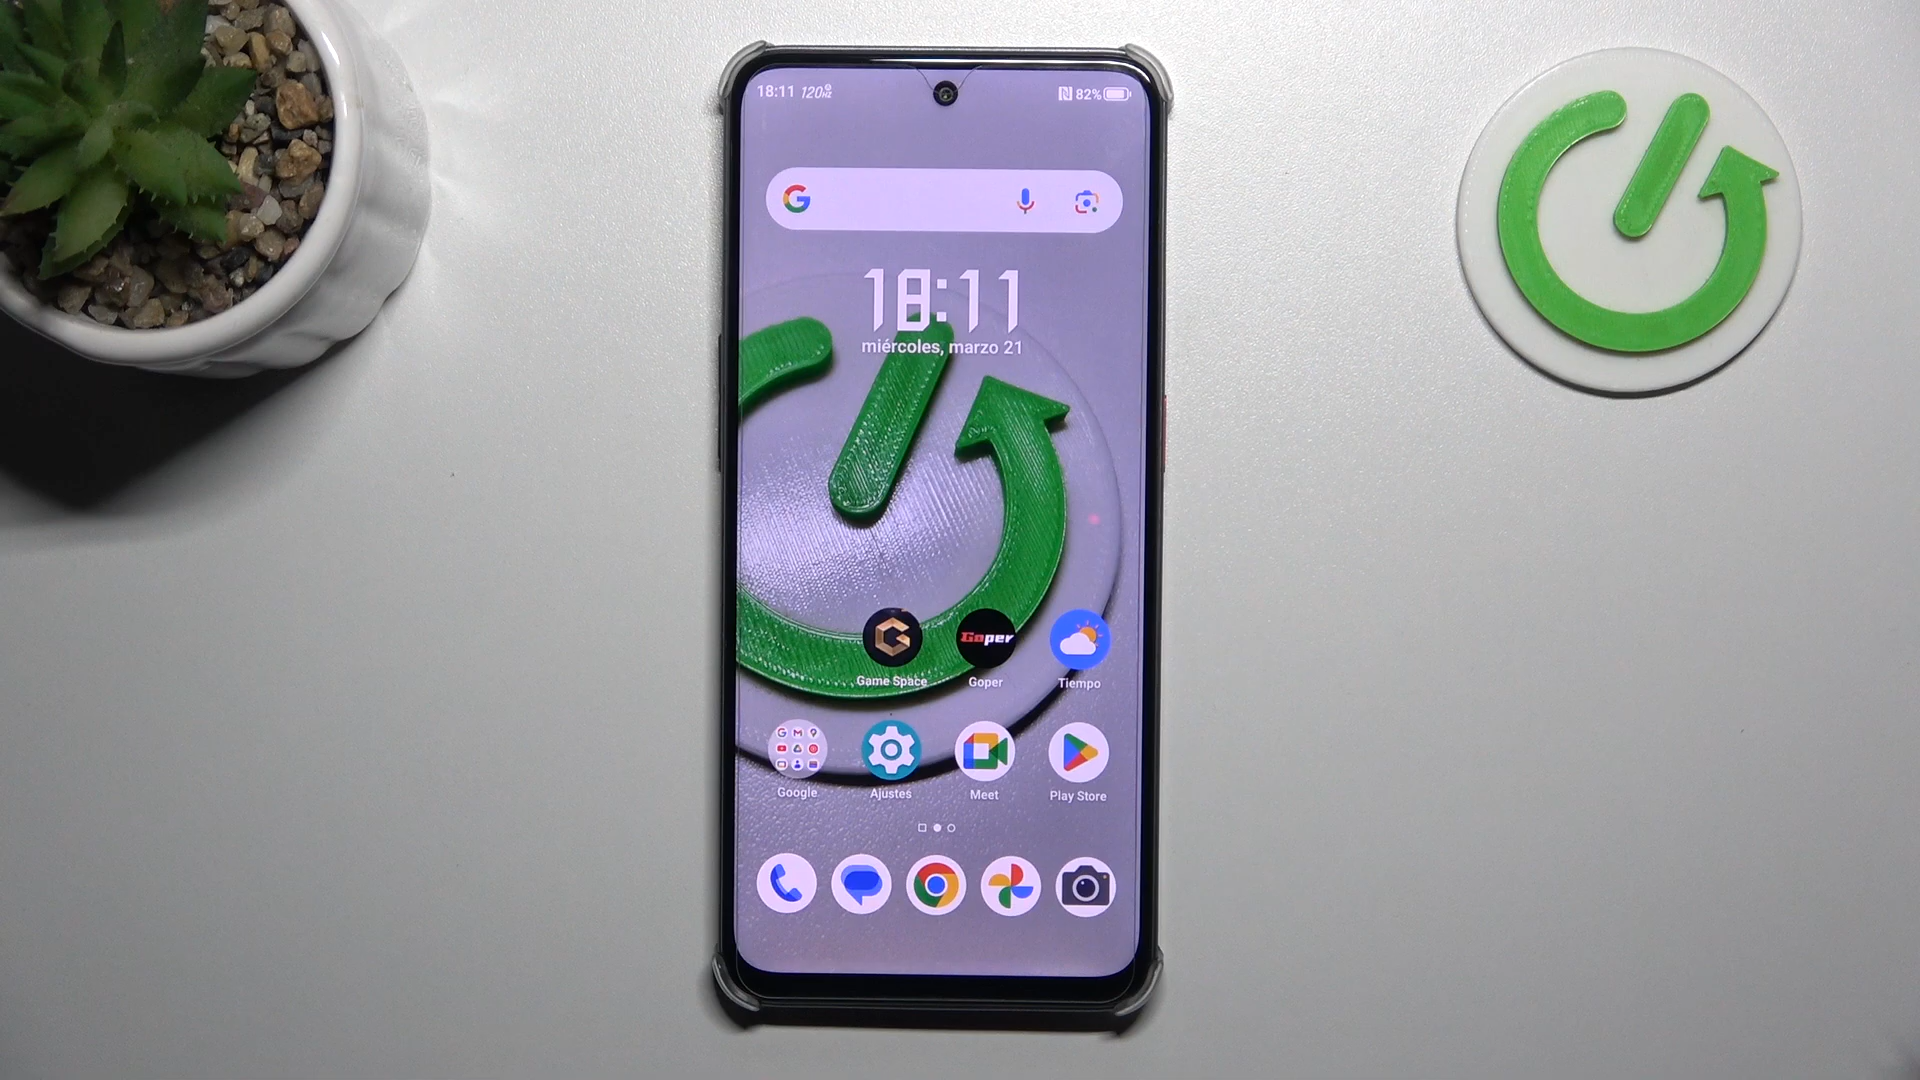 18:11 120HZ
82%
18:11
miércoles, marzo 21
Goper
Game Space
Goper
Tiempo
Google
Ajustes
Meet
Play Store